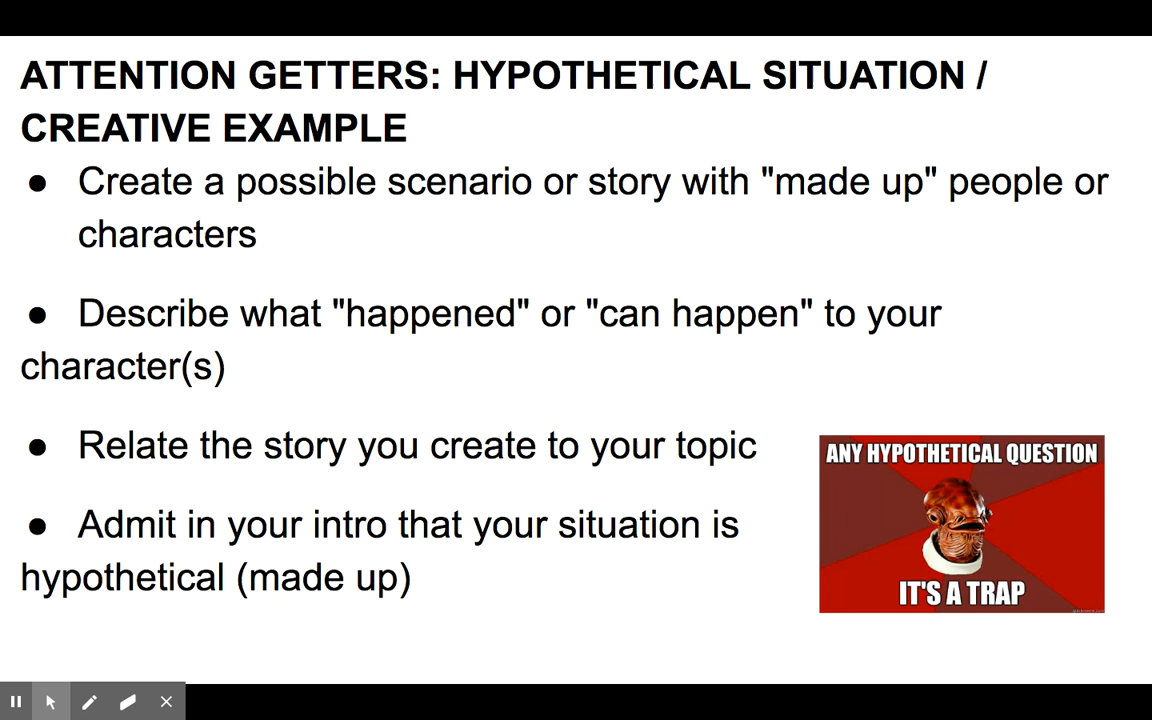 ATTENTION GETTERS: HYPOTHETICAL SITUATION /
CREATIVE EXAMPLE
● Create a possible scenario or story with "made up" people or
characters
● Describe what "happened" or "can happen" to your
character(s)
● Relate the story you create to your topic
● Admit in your intro that your situation is
hypothetical (made up)
ANY HYPOTHETICAL QUESTION
IT'S A TRAP